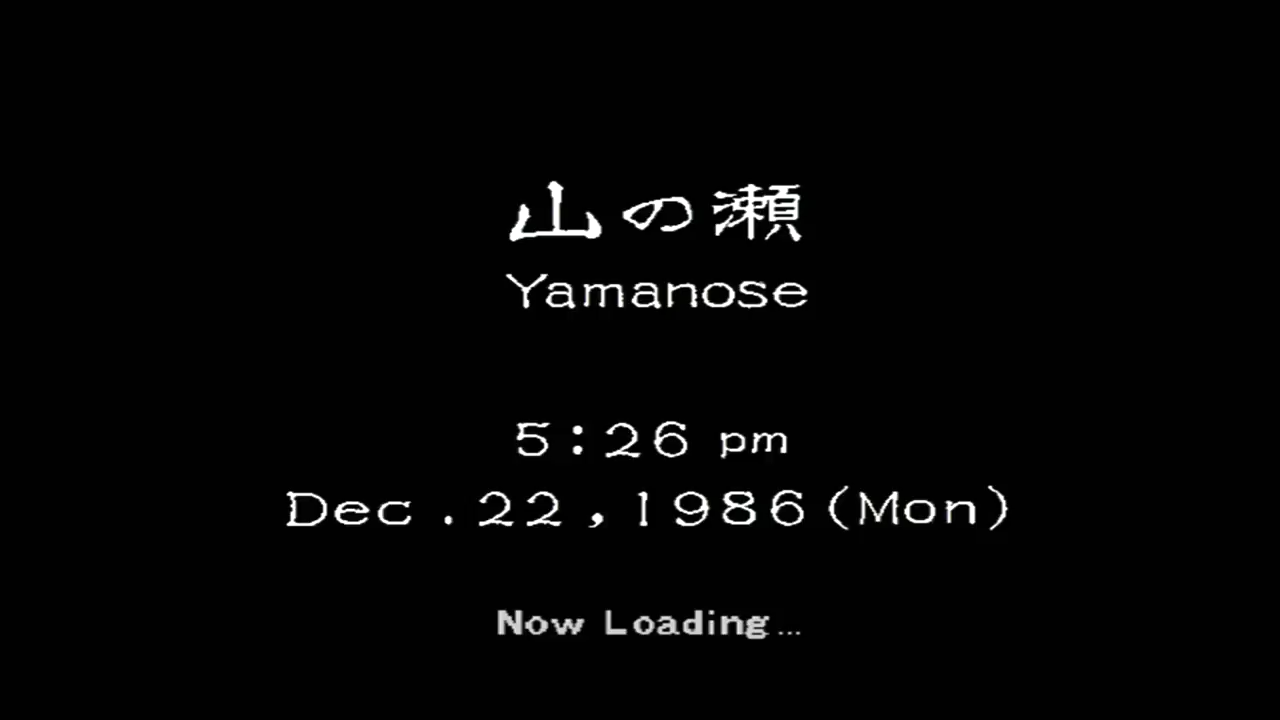 山の瀬
Yamanose
5:26 pm
Dec.22,1986(Mon)
Now Loading...